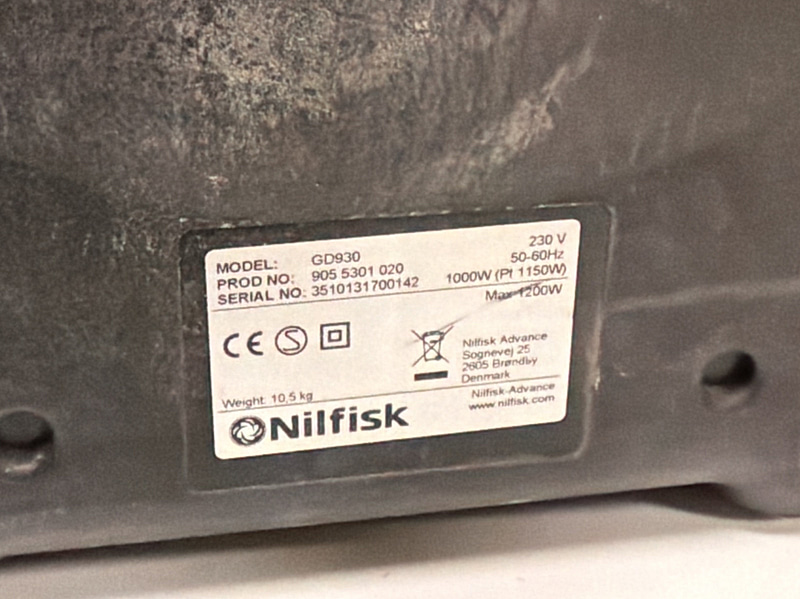 MODEL: GD930 230 V
PROD NO: 905 5301 020 50-60Hz
SERIAL NO: 3510131700142 1000W (Pt 1150W)
Max 1200W
CE S
Nilfisk Advance
Sognevej 25
2605 Brøndby
Denmark
Weight: 10,5 kg
Nilfisk-Advance
www.nilfisk.com
Nilfisk